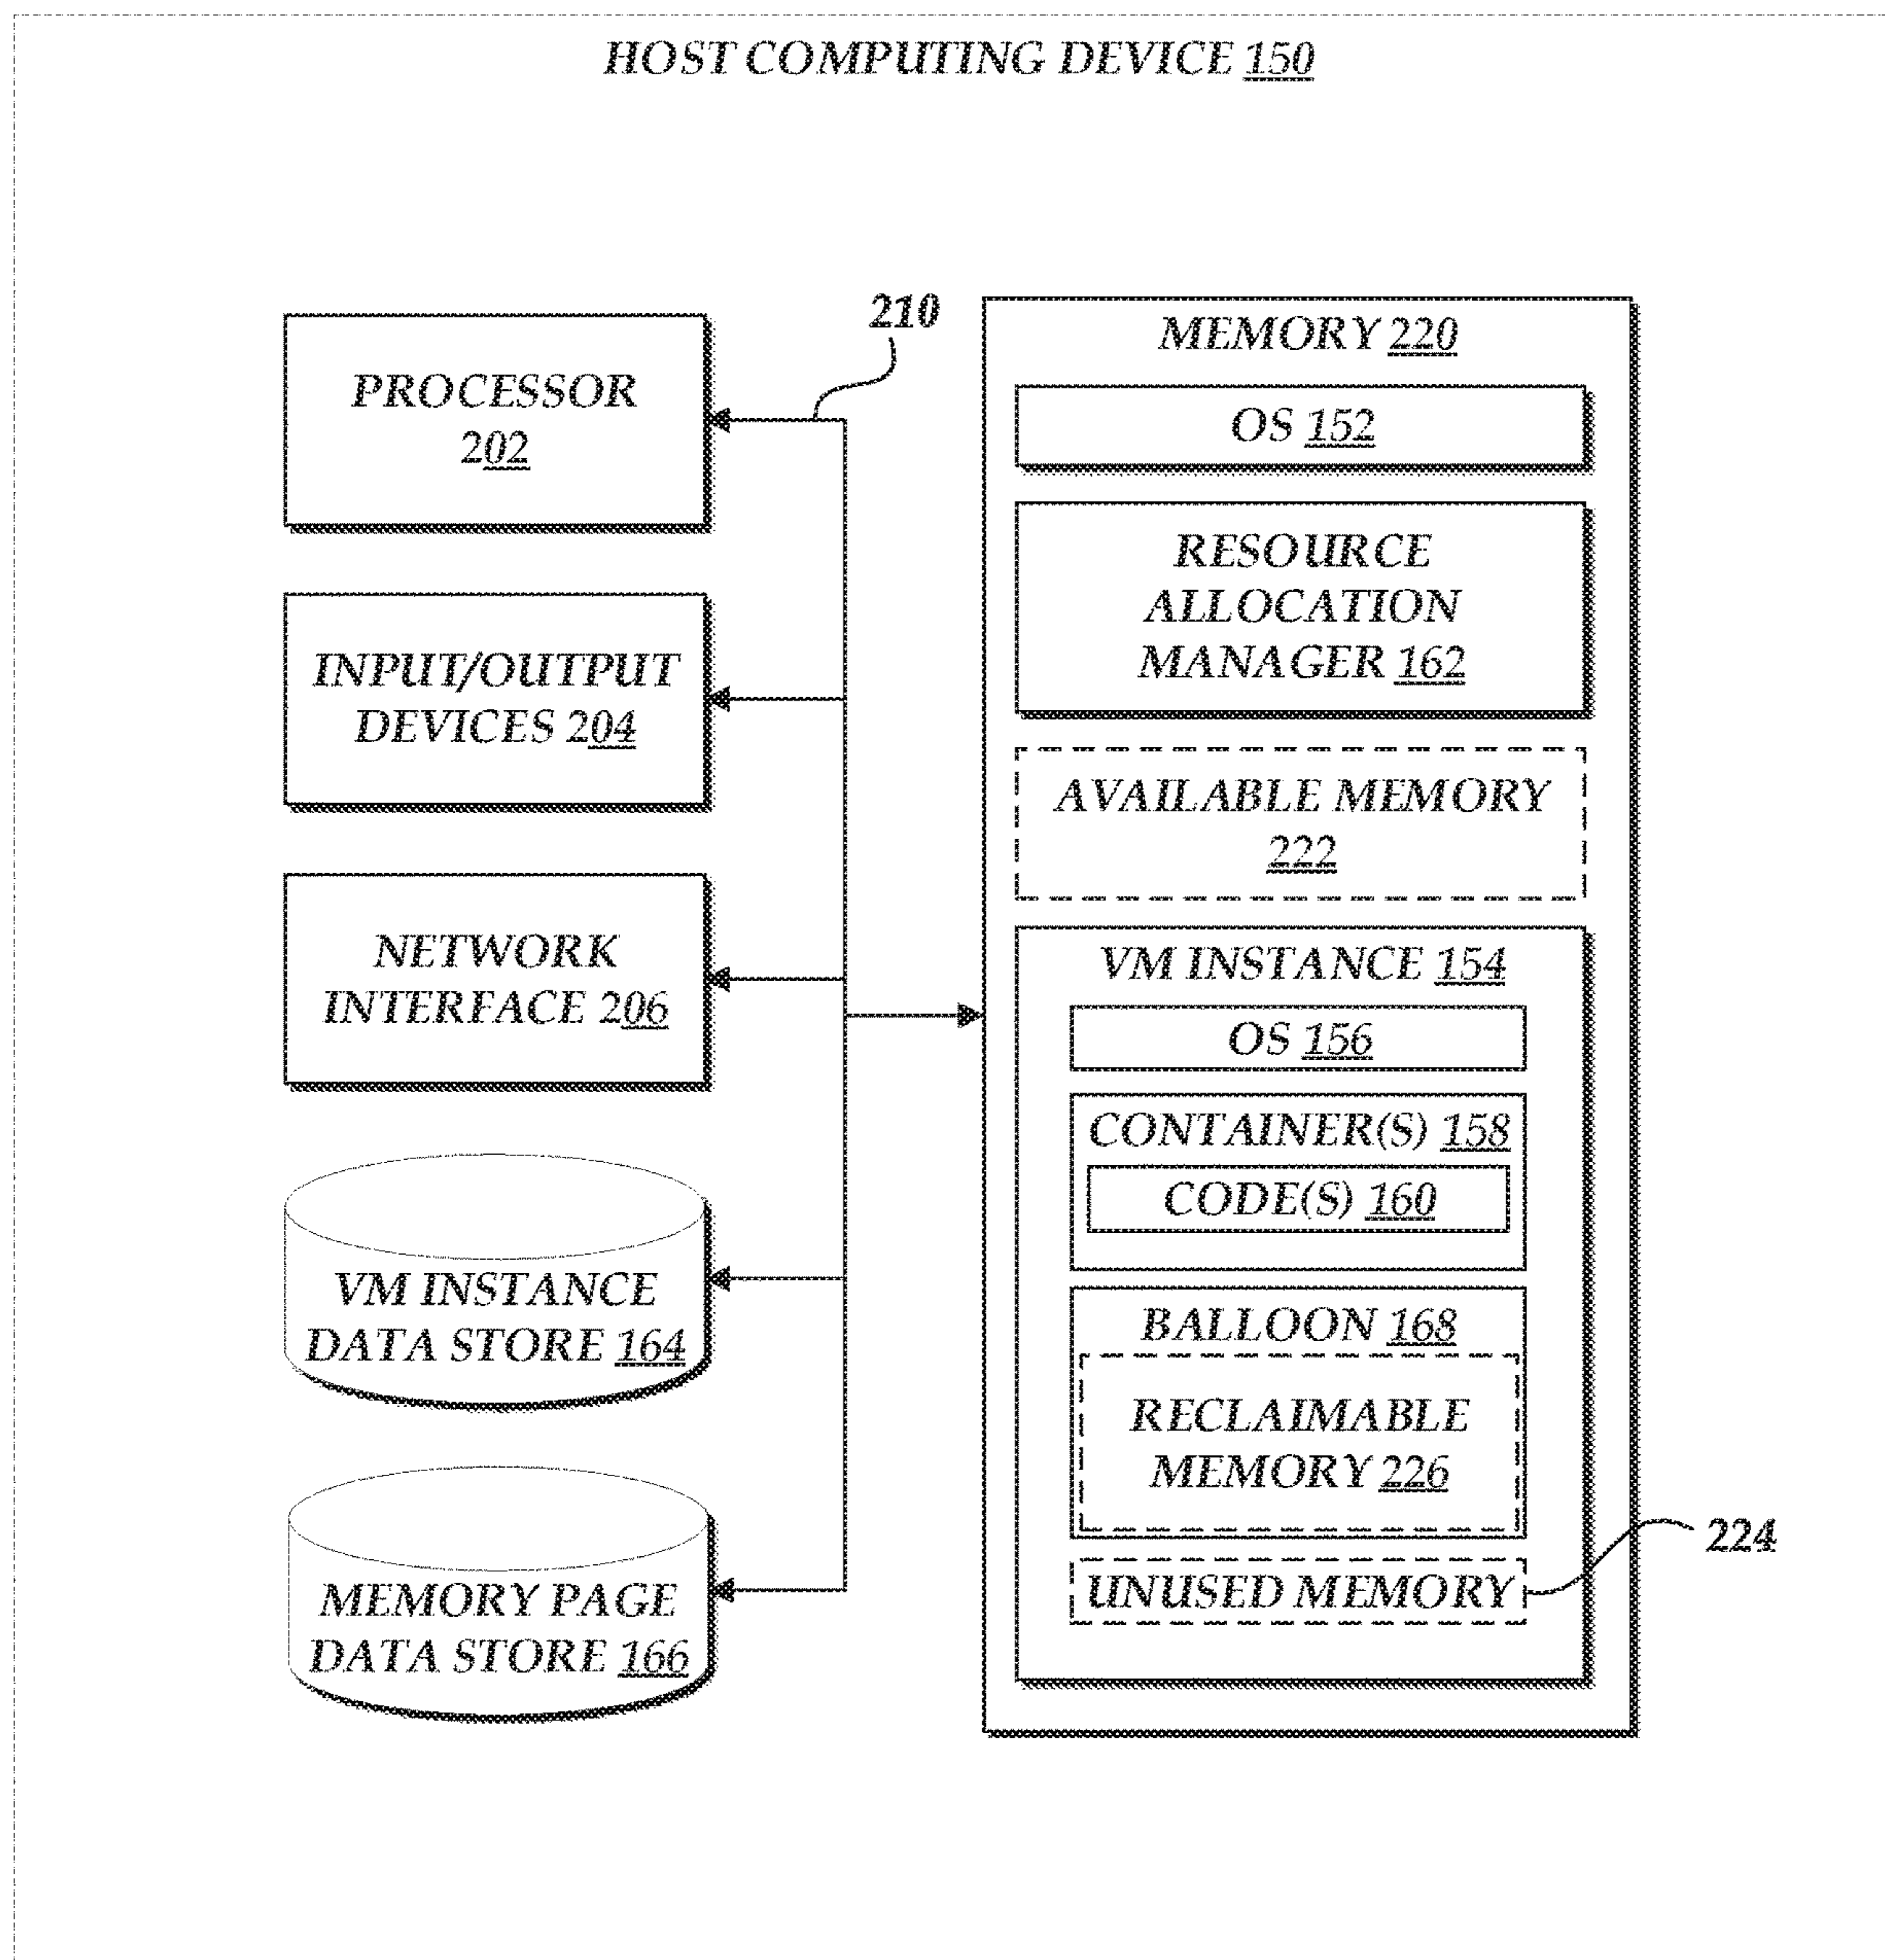 HOST COMPUTING DEVICE 150
210
PROCESSOR
202
INPUT/OUTPUT
DEVICES 204
NETWORK
INTERFACE 206
VM INSTANCE
DATA STORE 164
MEMORY PAGE
DATA STORE 166
MEMORY 220
OS 152
RESOURCE
ALLOCATION
MANAGER 162
AVAILABLE MEMORY
222
VM INSTANCE 154
OS 156
CONTAINER(S) 158
CODE(S) 160
BALLOON 168
RECLAIMABLE
MEMORY 226
UNUSED MEMORY
224